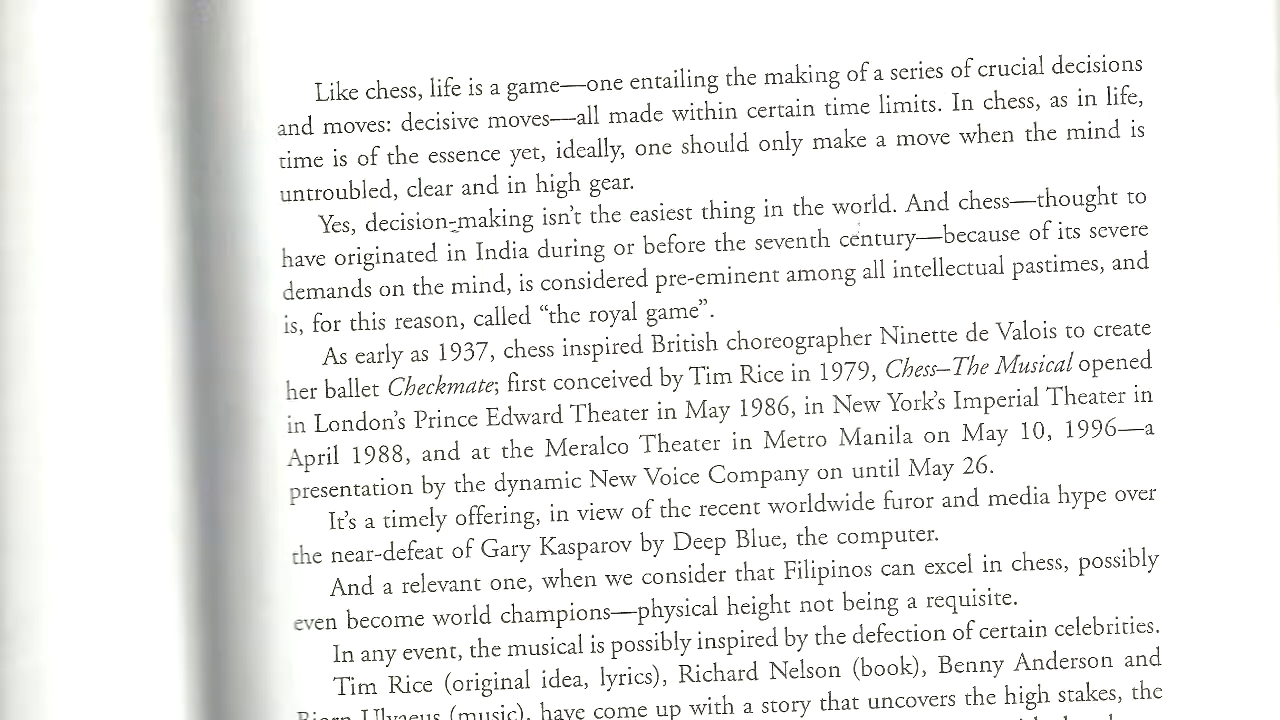 Like chess, life is a game—one entailing the making of a series of crucial decisions
and moves: decisive moves—all made within certain time limits. In chess, as in life,
time is of the essence yet, ideally, one should only make a move when the mind is
untroubled, clear and in high gear.
Yes, decision-making isn't the easiest thing in the world. And chess—thought to
have originated in India during or before the seventh century—because of its severe
demands on the mind, is considered pre-eminent among all intellectual pastimes, and
is, for this reason, called “the royal game”.
As early as 1937, chess inspired British choreographer Ninette de Valois to create
her ballet Checkmate; first conceived by Tim Rice in 1979, Chess–The Musical opened
in London's Prince Edward Theater in May 1986, in New York's Imperial Theater in
April 1988, and at the Meralco Theater in Metro Manila on May 10, 1996—a
presentation by the dynamic New Voice Company on until May 26.
It's a timely offering, in view of the recent worldwide furor and media hype over
the near-defeat of Gary Kasparov by Deep Blue, the computer.
And a relevant one, when we consider that Filipinos can excel in chess, possibly
even become world champions—physical height not being a requisite.
In any event, the musical is possibly inspired by the defection of certain celebrities.
Tim Rice (original idea, lyrics), Richard Nelson (book), Benny Anderson and
Bjorn Ulvaeus (music), have come up with a story that uncovers the high stakes, the